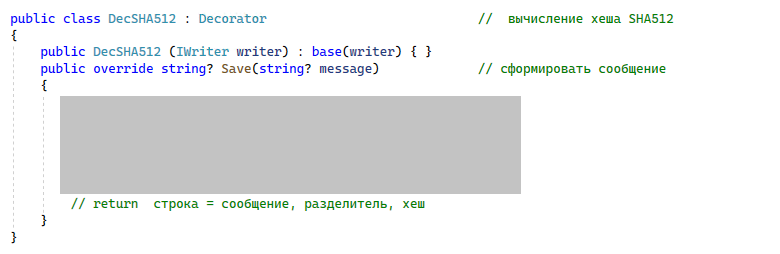 public class DecSHA512 : Decorator // вычисление хеша SHA512
{
public DecSHA512 (IWriter writer) : base(writer) { }
public override string? Save(string? message) // сформировать сообщение
{
// return строка = сообщение, разделитель, хеш
}
}